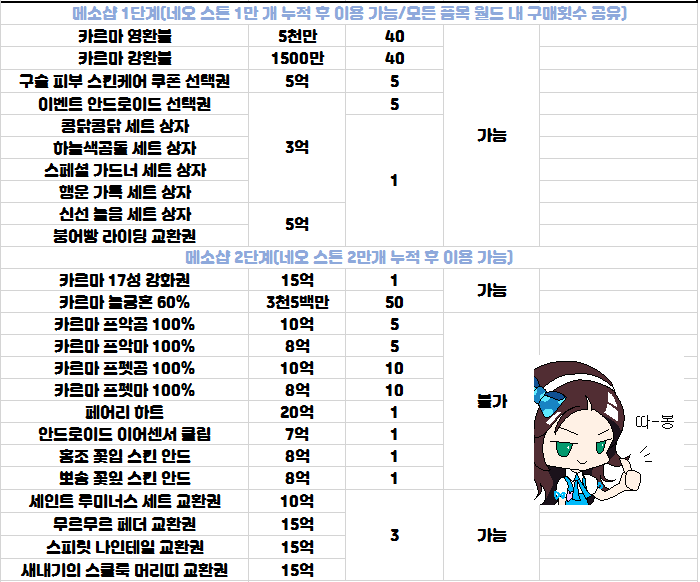 메소샵 1단계(네오 스톤 1만 개 누적 후 이용 가능/모든 품목 월드 내 구매횟수 공유)
카르마 영환불 5천만 40
카르마 강환불 1500만 40
구슬 피부 스킨케어 쿠폰 선택권 5억 5
이벤트 안드로이드 선택권 5
콩닭콩닭 세트 상자
하늘색곰돌 세트 상자 3억
가능
스페셜 가드너 세트 상자
1
행운 가득 세트 상자
신선 놀음 세트 상자
5억
붕어빵 라이딩 교환권
메소샵 2단계(네오 스톤 2만개 누적 후 이용 가능)
카르마 17성 강화권 15억 1
가능
카르마 놀긍혼 60% 3천5백만 50
카르마 프악공 100% 10억 5
카르마 프악마 100% 8억 5
카르마 프펫공 100% 10억 10
카르마 프펫마 100% 8억 10
불가
페어리 하트 20억 1
따-봉
안드로이드 이어센서 클립 7억 1
홍조 꽃잎 스킨 안드 8억 1
뽀송 꽃잎 스킨 안드 8억 1
세인트 루미너스 세트 교환권 10억
무르무르 페더 교환권 15억
3 가능
스피릿 나인테일 교환권 15억
새내기의 스쿨룩 머리띠 교환권 15억